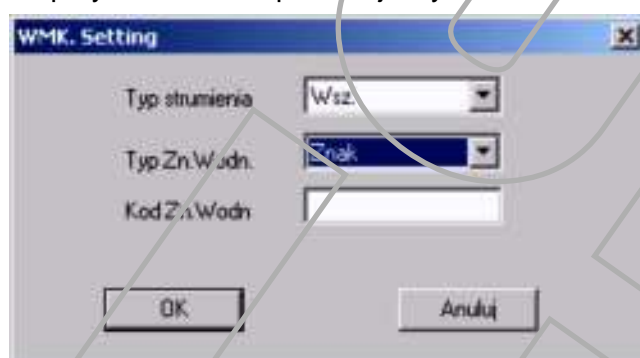 WMK. Setting
Typ strumienia Wsz.
Typ Zn.Wodn. Znak
Kod Zn.Wodn
OK Anuluj